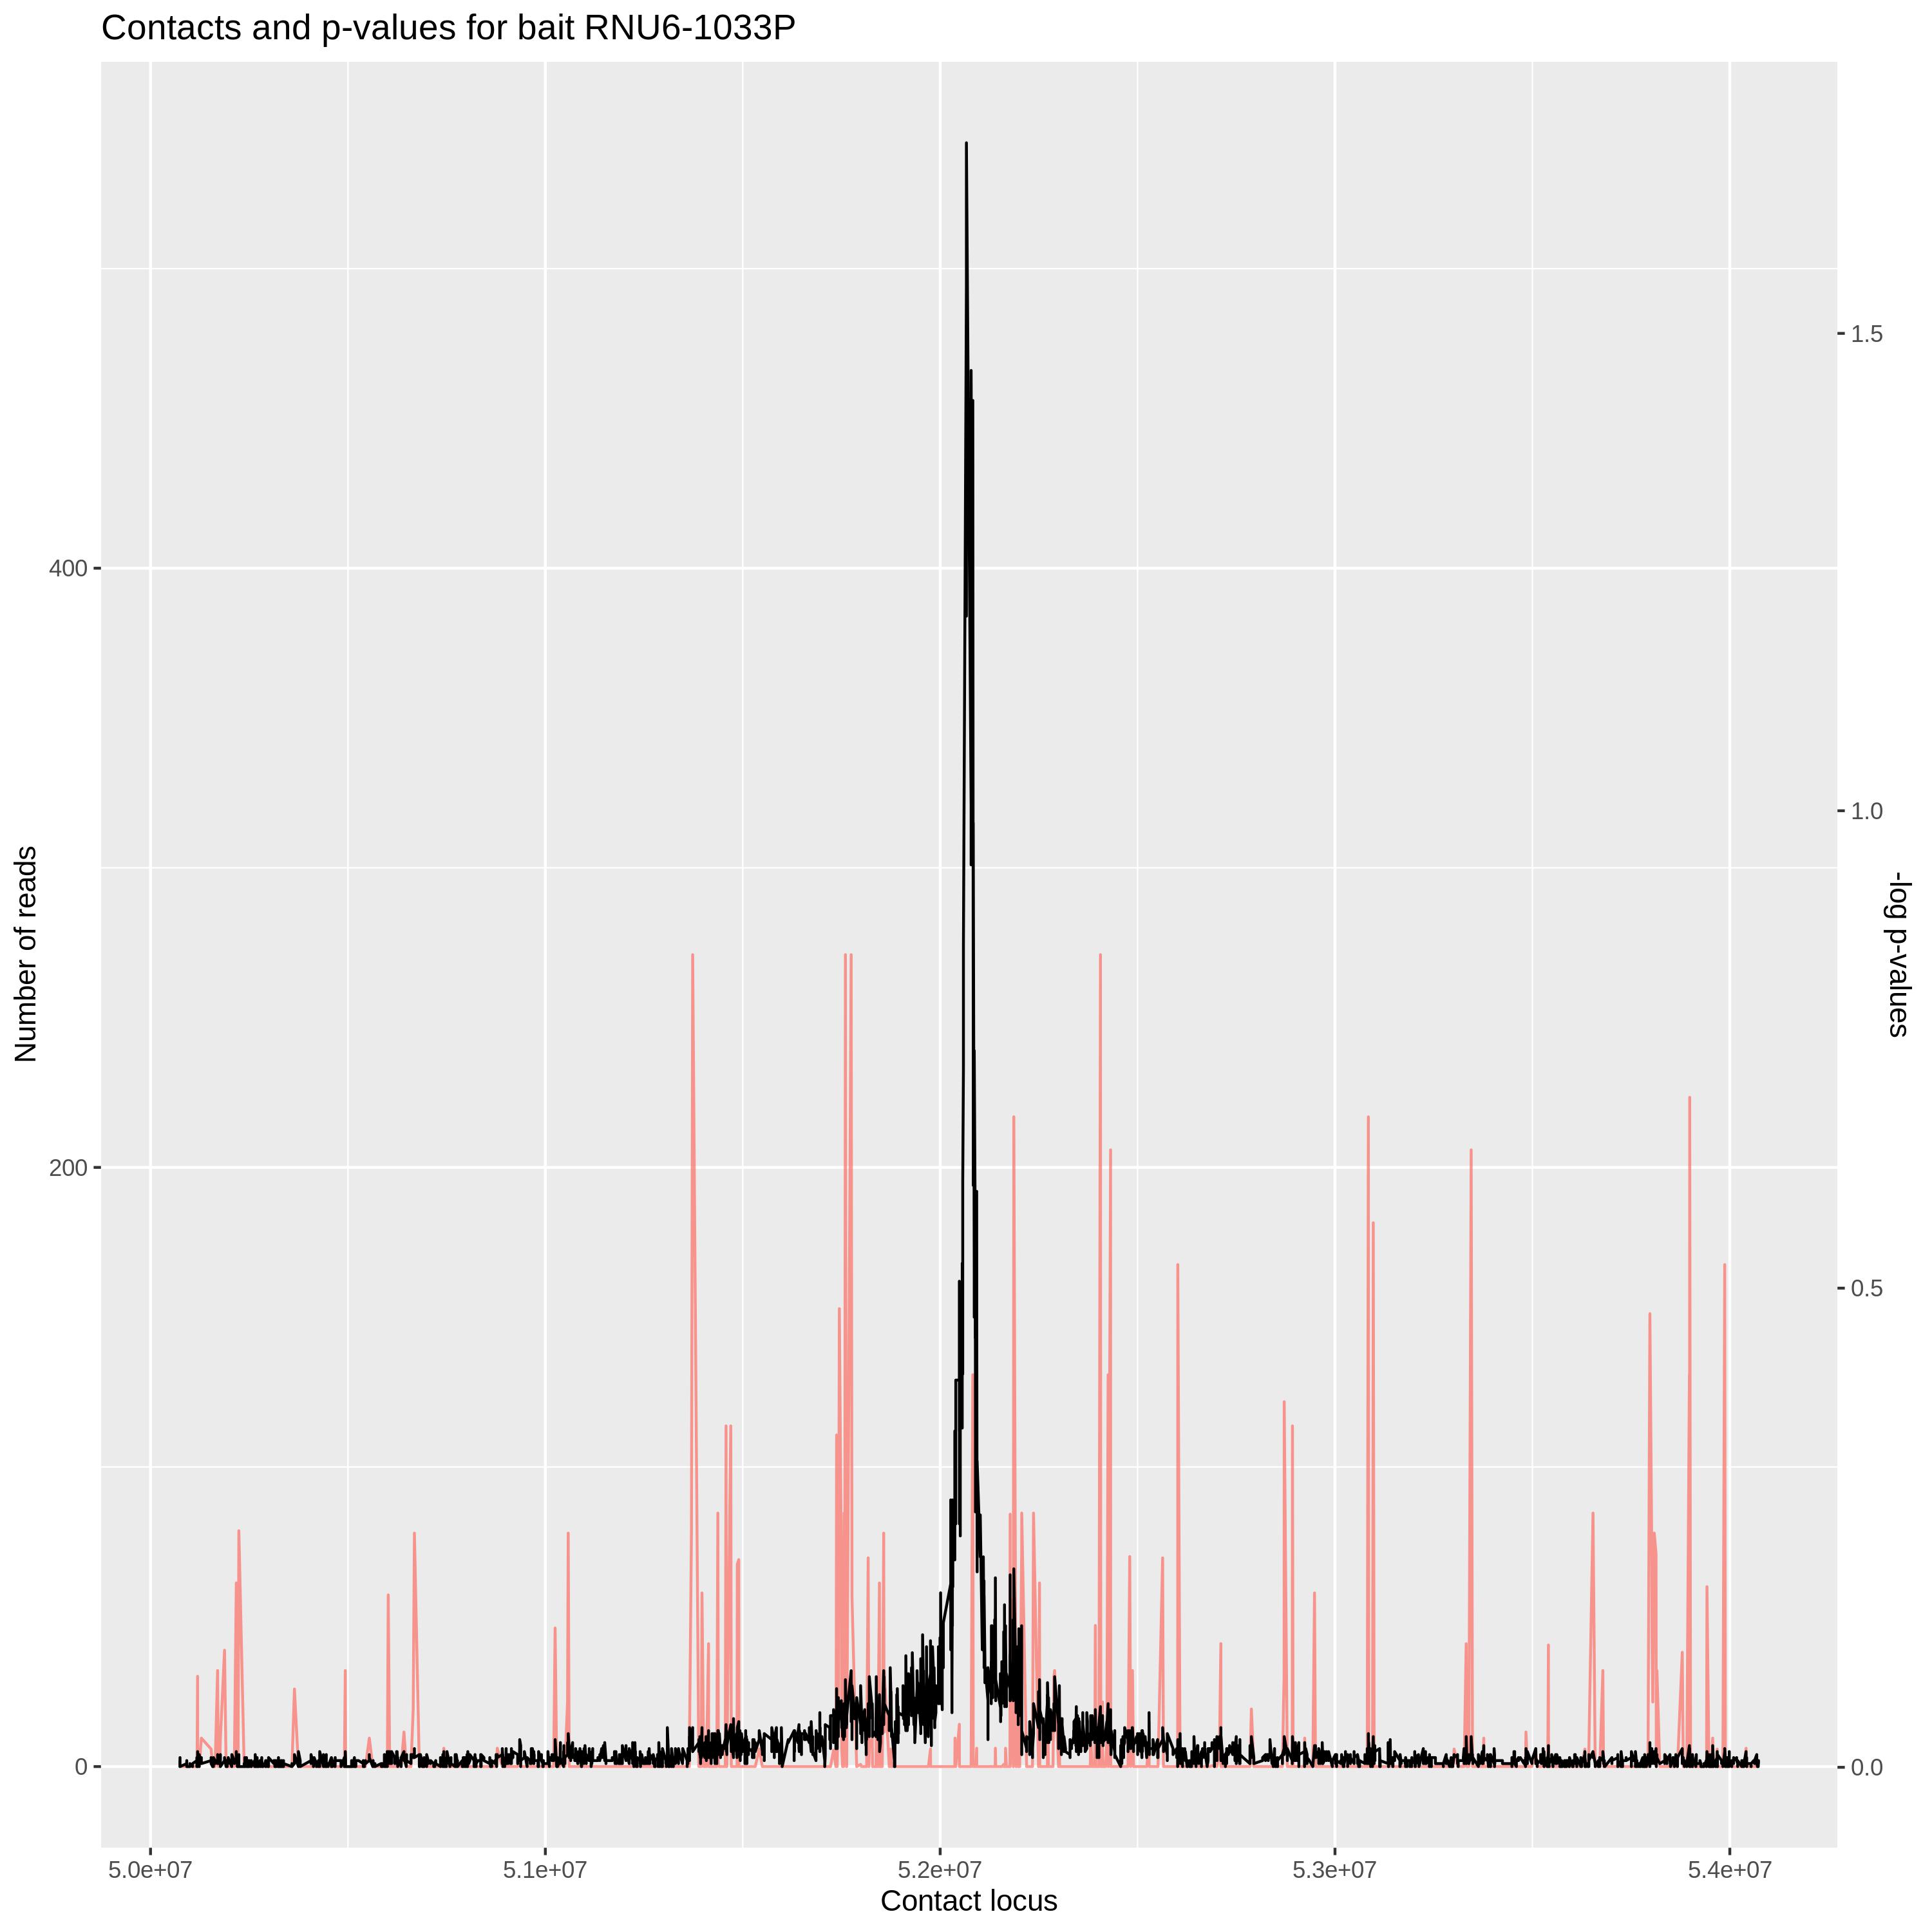 Contacts and p-values for bait RNU6-1033P
Number of reads
400
200
0
1.5
1.0
0.5
0.0
-log p-values
5.0e+07
5.1e+07
5.2e+07
5.3e+07
5.4e+07
Contact locus